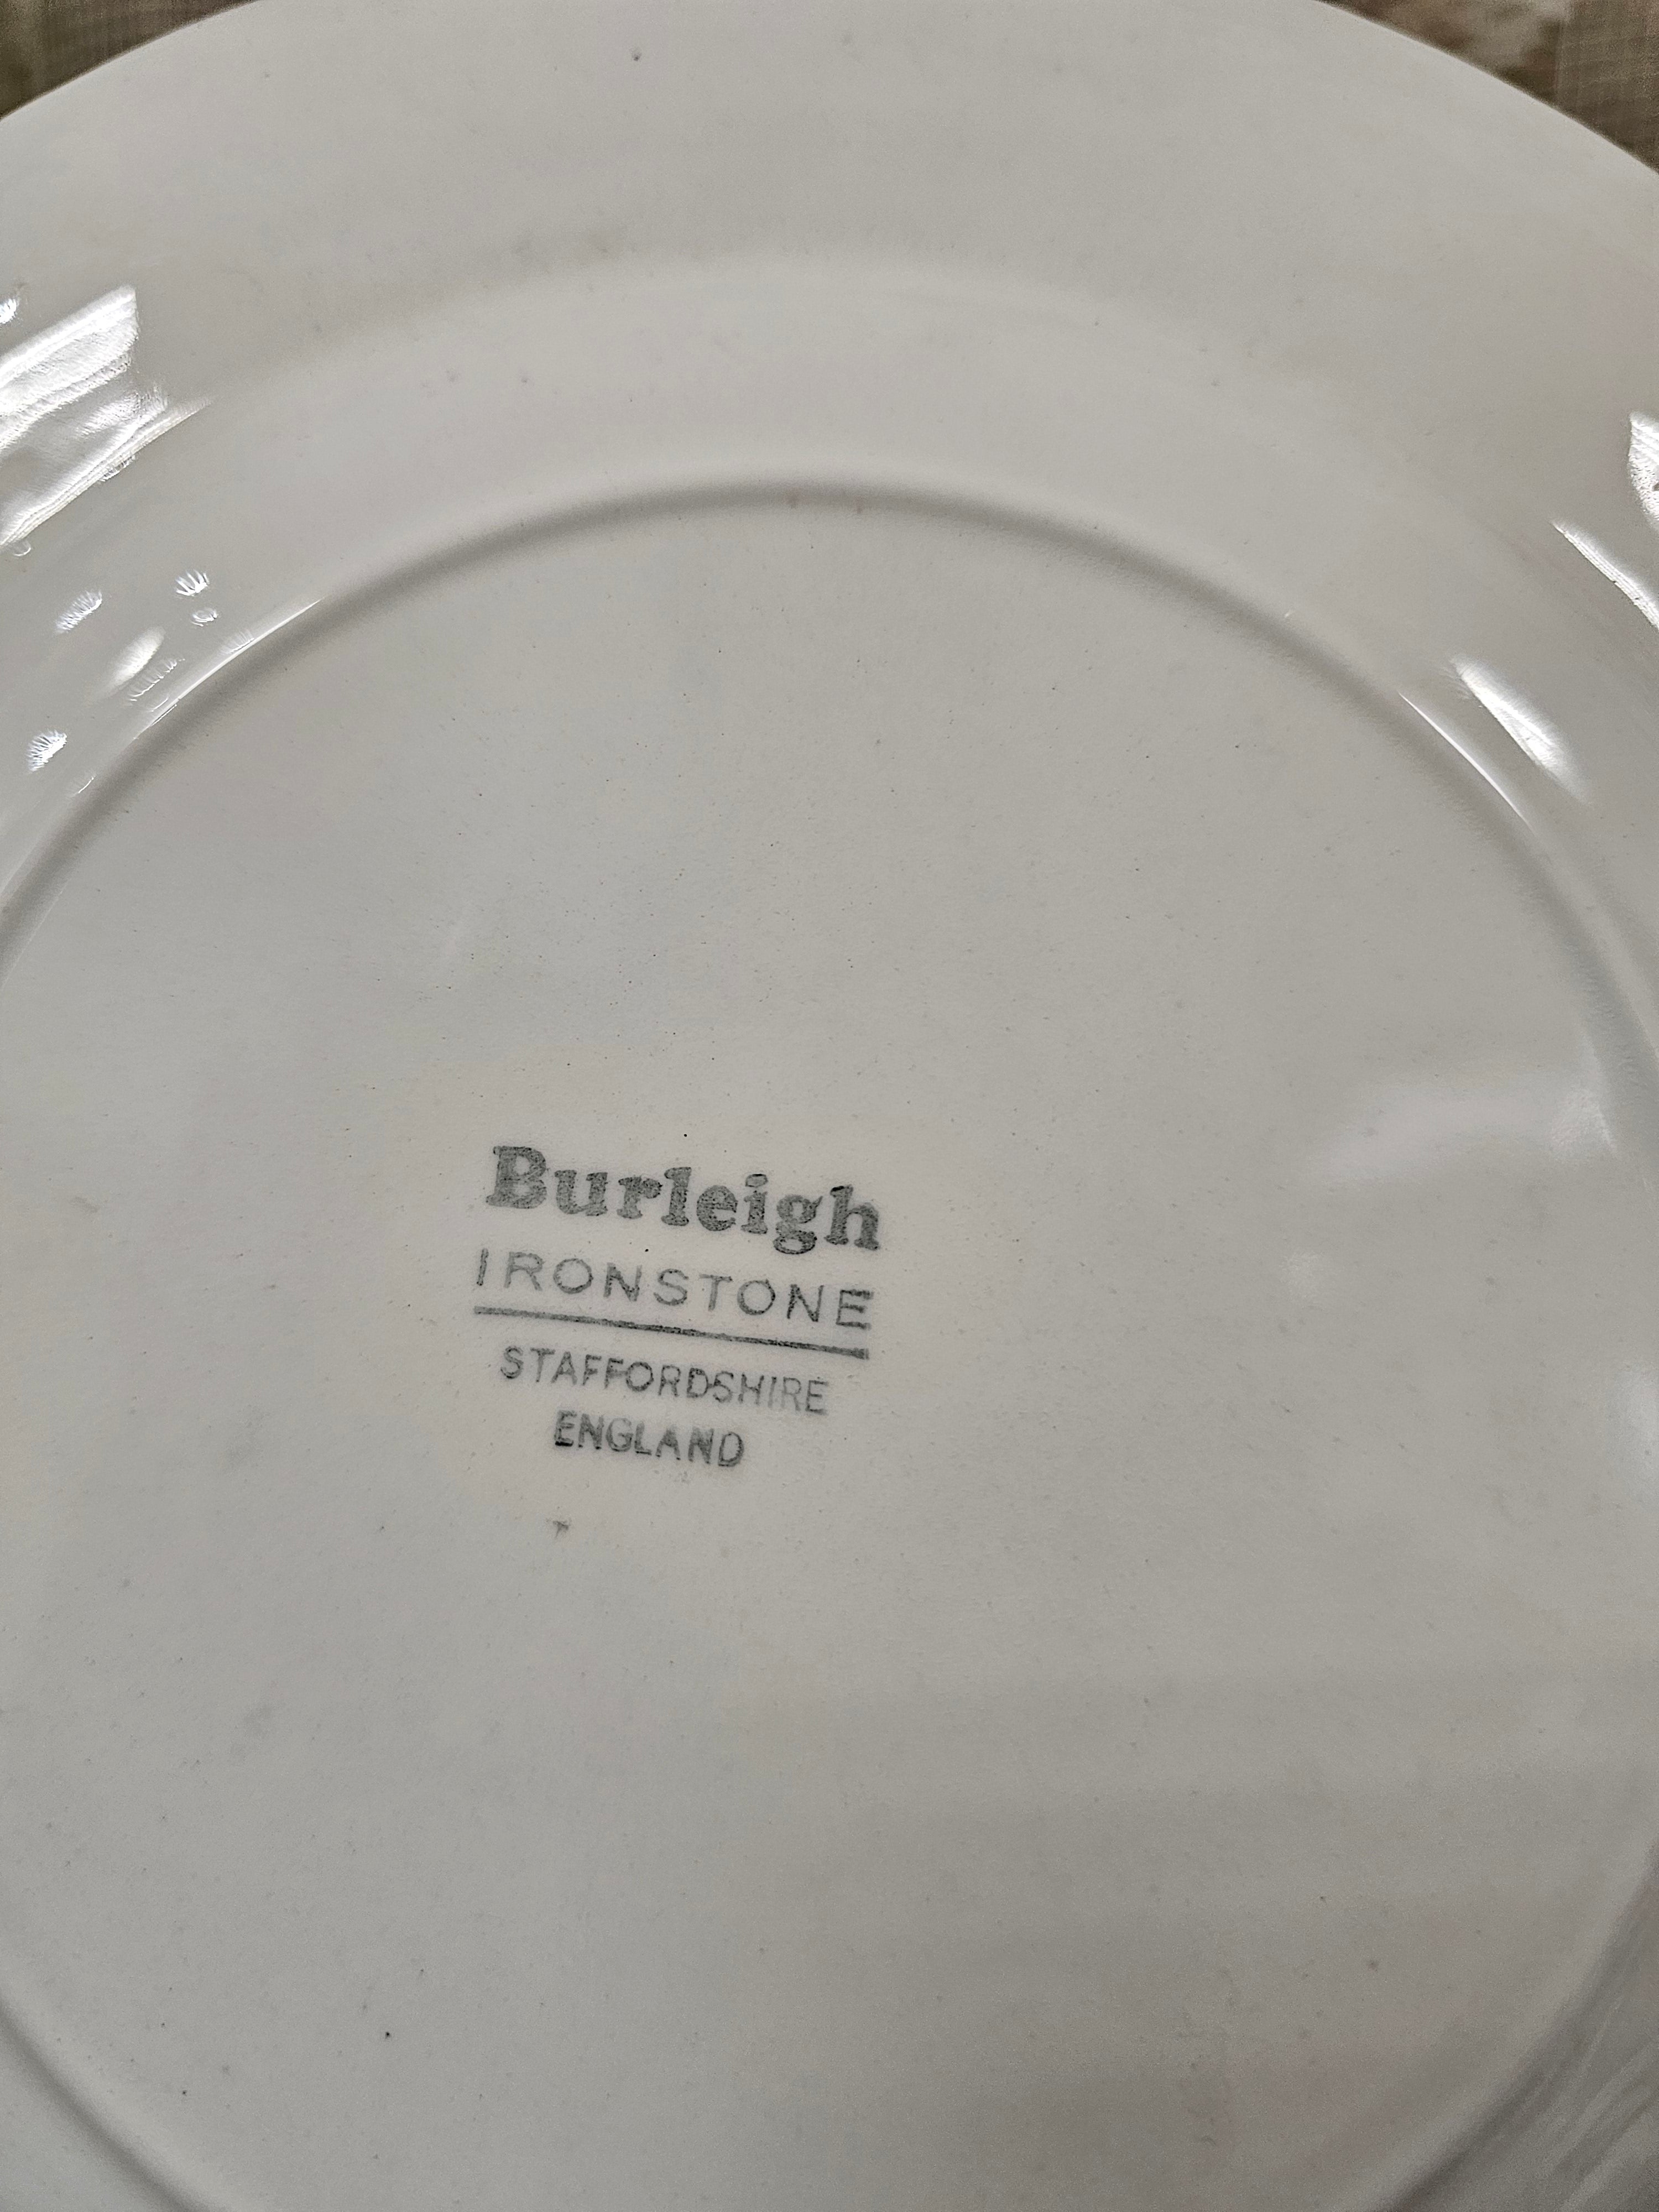 Burleigh
IRONSTONE
STAFFORDSHIRE
ENGLAND